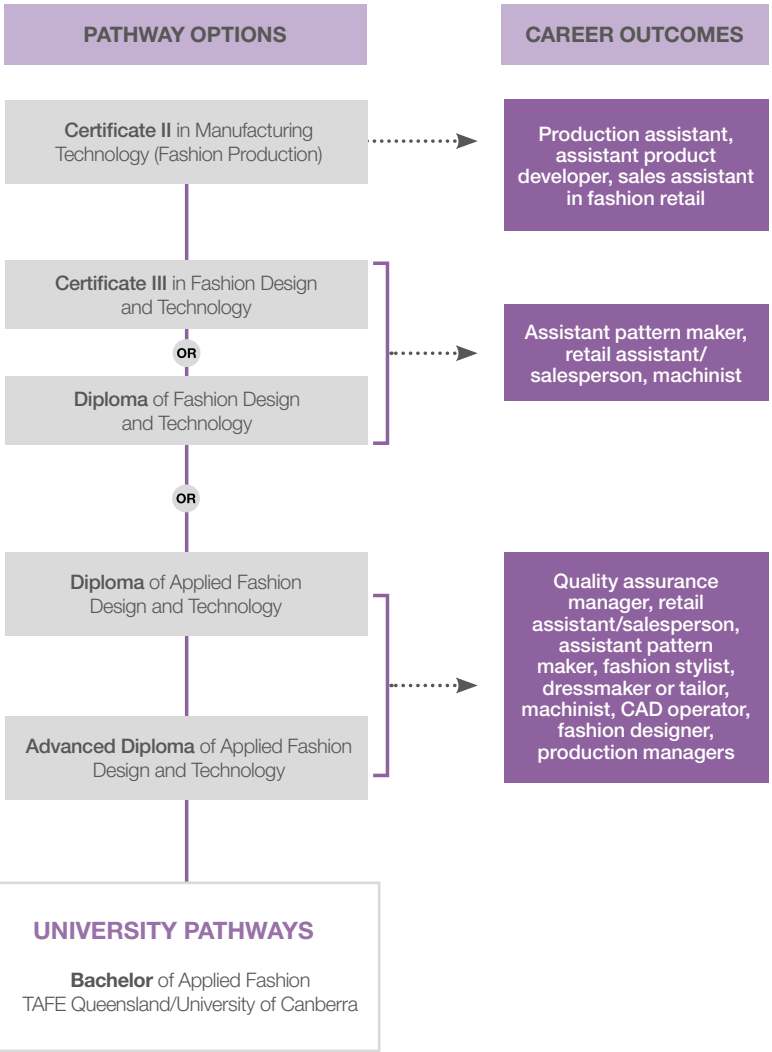 PATHWAY OPTIONS
CAREER OUTCOMES
Certificate II in Manufacturing
Technology (Fashion Production)
Production assistant,
assistant product
developer, sales assistant
in fashion retail
Certificate III in Fashion Design
and Technology
OR
Diploma of Fashion Design
and Technology
Assistant pattern maker,
retail assistant/
salesperson, machinist
OR
Diploma of Applied Fashion
Design and Technology
Advanced Diploma of Applied Fashion
Design and Technology
Quality assurance
manager, retail
assistant/salesperson,
assistant pattern
maker, fashion stylist,
dressmaker or tailor,
machinist, CAD operator,
fashion designer,
production managers
UNIVERSITY PATHWAYS
Bachelor of Applied Fashion
TAFE Queensland/University of Canberra